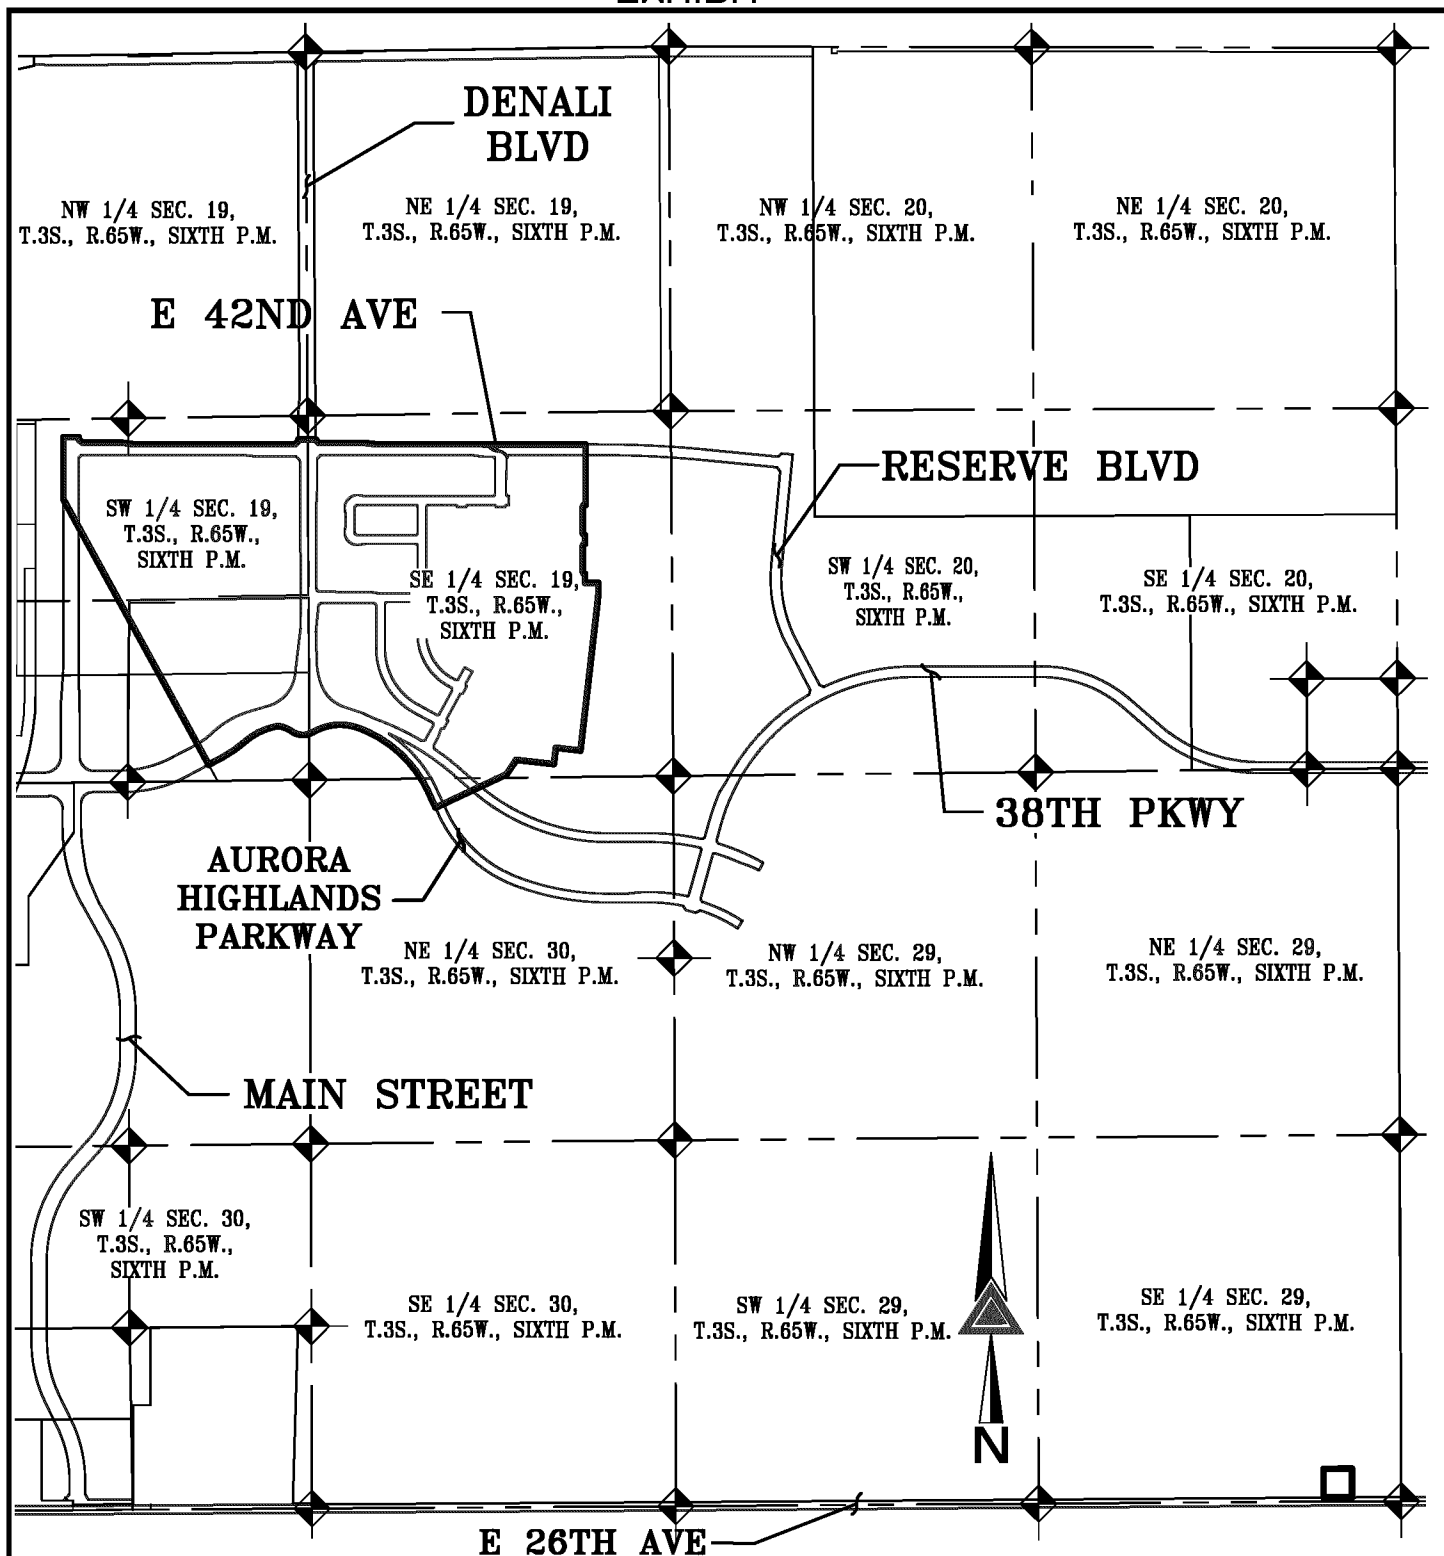 DENALI
BLVD
NW 1/4 SEC. 19,
T.3S., R.65W., SIXTH P.M.
NE 1/4 SEC. 19,
T.3S., R.65W., SIXTH P.M.
NW 1/4 SEC. 20,
T.3S., R.65W., SIXTH P.M.
NE 1/4 SEC. 20,
T.3S., R.65W., SIXTH P.M.
E 42ND AVE
RESERVE BLVD
SW 1/4 SEC. 19,
T.3S., R.65W.,
SIXTH P.M.
SE 1/4 SEC. 19,
T.3S., R.65W.,
SIXTH P.M.
SW 1/4 SEC. 20,
T.3S., R.65W.,
SIXTH P.M.
SE 1/4 SEC. 20,
T.3S., R.65W., SIXTH P.M.
38TH PKWY
AURORA
HIGHLANDS
PARKWAY
NE 1/4 SEC. 30,
T.3S., R.65W., SIXTH P.M.
NW 1/4 SEC. 29,
T.3S., R.65W., SIXTH P.M.
NE 1/4 SEC. 29,
T.3S., R.65W., SIXTH P.M.
MAIN STREET
SW 1/4 SEC. 30,
T.3S., R.65W.,
SIXTH P.M.
SE 1/4 SEC. 30,
T.3S., R.65W., SIXTH P.M.
SW 1/4 SEC. 29,
T.3S., R.65W., SIXTH P.M.
SE 1/4 SEC. 29,
T.3S., R.65W., SIXTH P.M.
N
E 26TH AVE